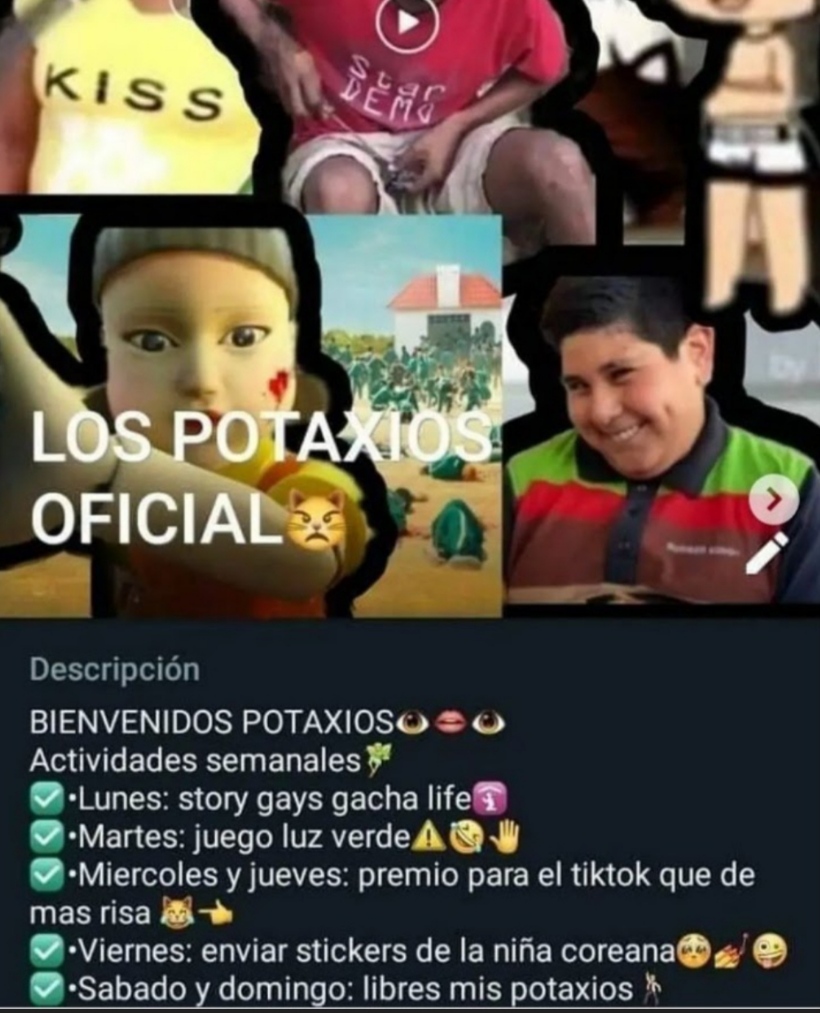 KISS
Star
DEMO
LOS POTAXIOS
OFICIAL😾
Descripción
BIENVENIDOS POTAXIOS👁️👄👁️
Actividades semanales🌿
✅•Lunes: story gays gacha life🛐
✅•Martes: juego luz verde⚠️🤣🤚
✅•Miercoles y jueves: premio para el tiktok que de
mas risa 😹👈
✅•Viernes: enviar stickers de la niña coreana🥺💅🤪
✅•Sabado y domingo: libres mis potaxios 🕺